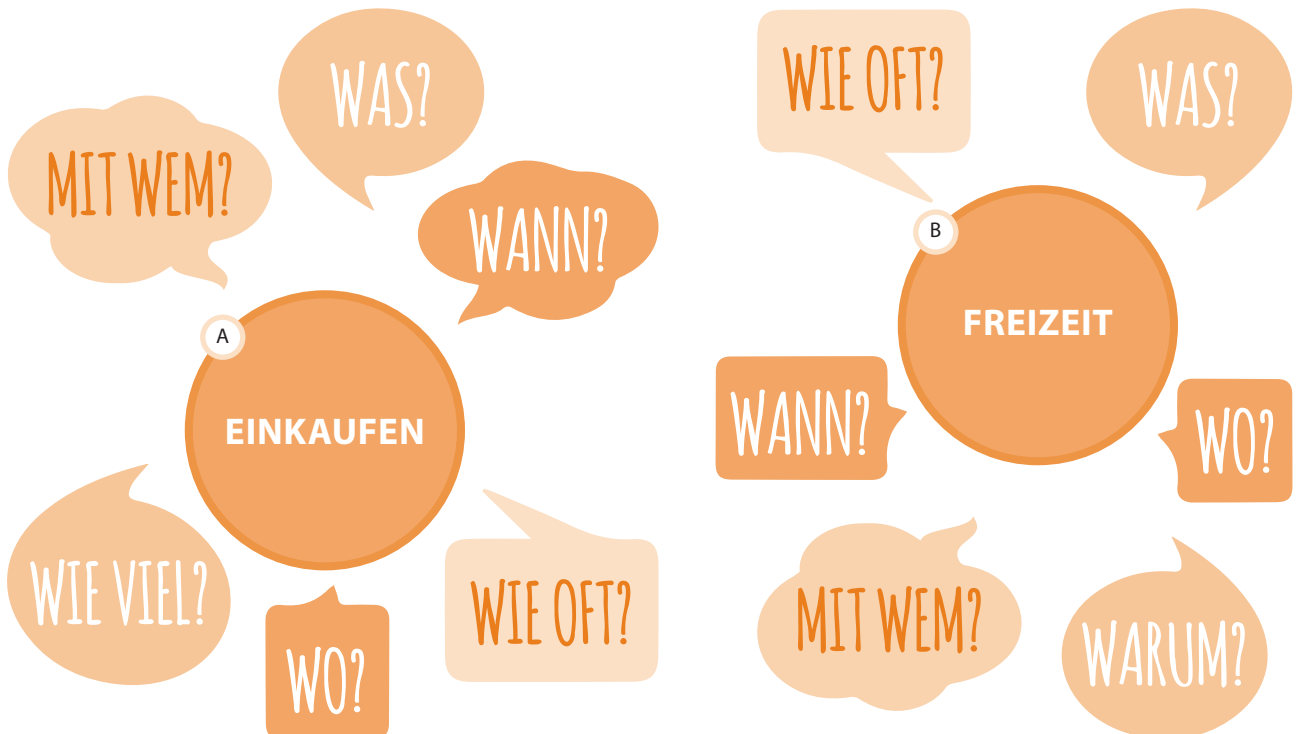 WAS?
MIT WEM?
WANN?
A
EINKAUFEN
WIE VIEL?
WIE OFT?
WO?
WIE OFT?
WAS?
B
FREIZEIT
WANN?
WO?
MIT WEM?
WARUM?